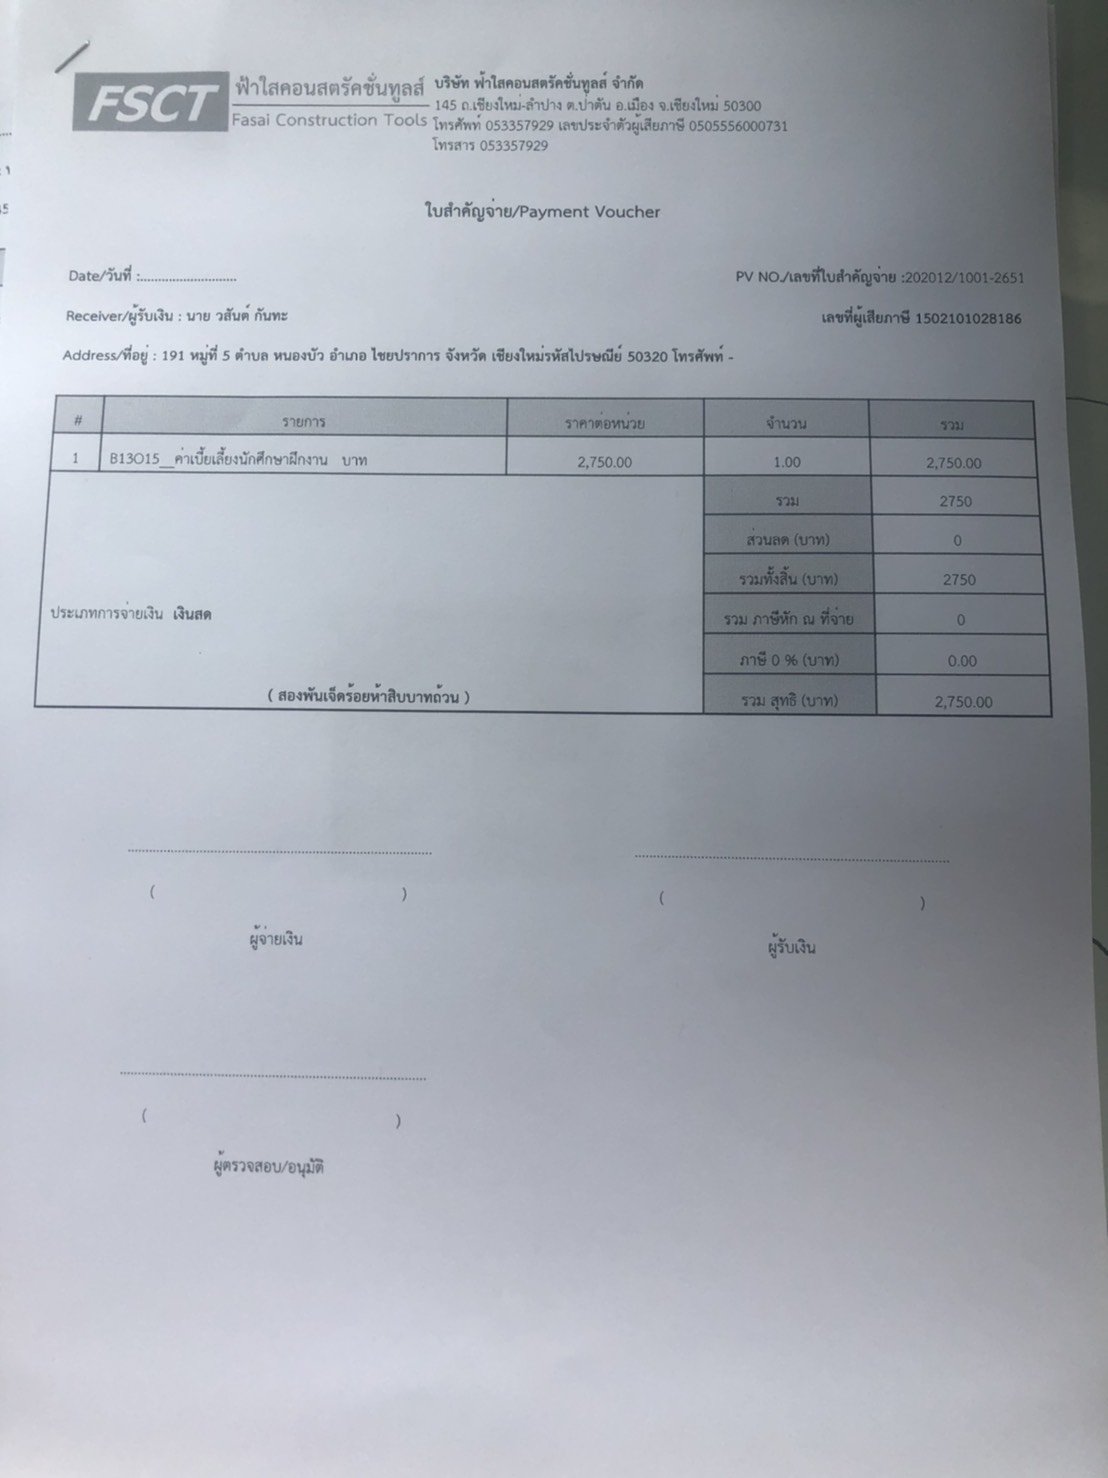 FSCT
ฟ้าใสคอนสตรัคชั่นทูลส์
Fasai Construction Tools
บริษัท ฟ้าใสคอนสตรัคชั่นทูลส์ จำกัด
145 ถ.เชียงใหม่-ลำปาง ต.ป่าตัน อ.เมือง จ.เชียงใหม่ 50300
โทรศัพท์ 053357929 เลขประจำตัวผู้เสียภาษี 0505556000731
โทรสาร 053357929
ใบสำคัญจ่าย/Payment Voucher
Date/วันที่ :...........................
PV NO./เลขที่ใบสำคัญจ่าย :202012/1001-2651
Receiver/ผู้รับเงิน : นาย วสันต์ กันทะ
เลขที่ผู้เสียภาษี 1502101028186
Address/ที่อยู่ : 191 หมู่ที่ 5 ตำบล หนองบัว อำเภอ ไชยปราการ จังหวัด เชียงใหม่รหัสไปรษณีย์ 50320 โทรศัพท์ -
# รายการ ราคาต่อหน่วย จำนวน รวม
1 B13O15__ค่าเบี้ยเลี้ยงนักศึกษาฝึกงาน บาท 2,750.00 1.00 2,750.00
รวม 2750
ส่วนลด (บาท) 0
รวมทั้งสิ้น (บาท) 2750
ประเภทการจ่ายเงิน เงินสด
รวม ภาษีหัก ณ ที่จ่าย 0
ภาษี 0 % (บาท) 0.00
( สองพันเจ็ดร้อยห้าสิบบาทถ้วน )
รวม สุทธิ (บาท) 2,750.00
( )
( )
ผู้จ่ายเงิน
ผู้รับเงิน
( )
ผู้ตรวจสอบ/อนุมัติ